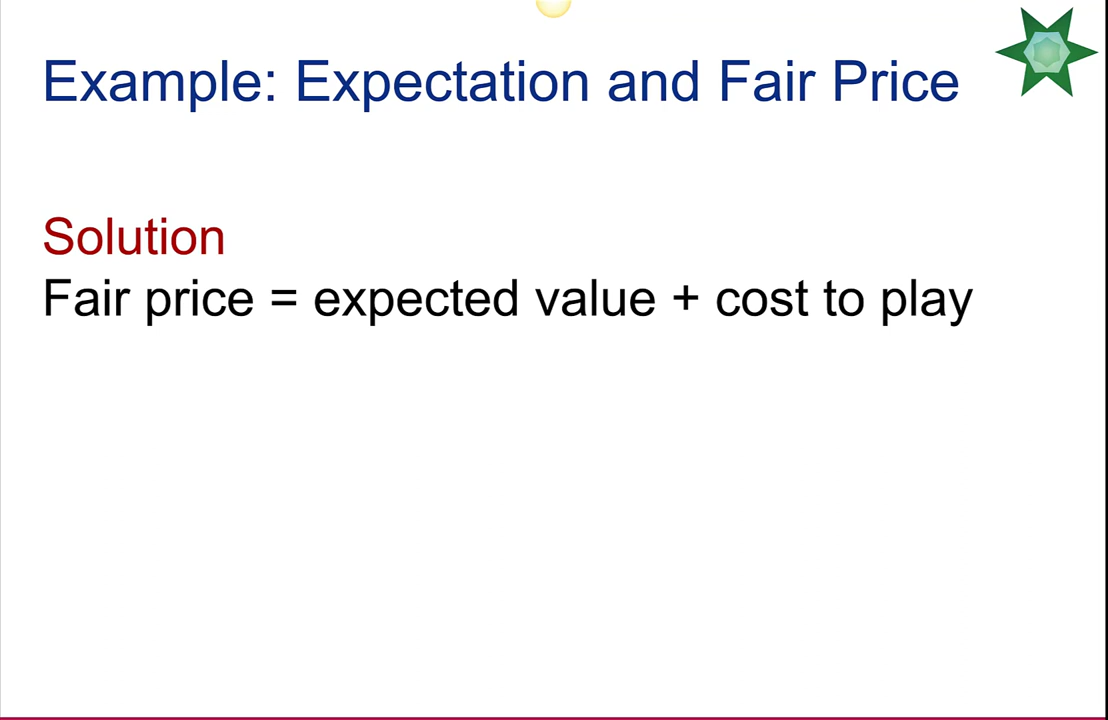 Example: Expectation and Fair Price
Solution
Fair price = expected value + cost to play